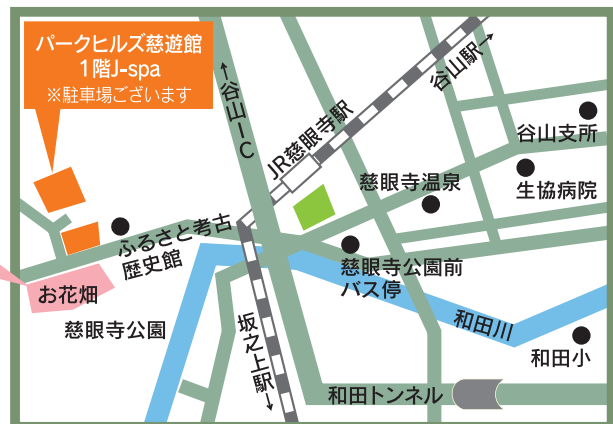 パークヒルズ慈遊館
1階J-spa
※駐車場ございます
←谷山IC
JR慈眼寺駅
谷山駅→
谷山支所
生協病院
慈眼寺温泉
ふるさと考古
歴史館
慈眼寺公園前
バス停
お花畑
慈眼寺公園
坂之上駅→
和田川
和田小
和田トンネル